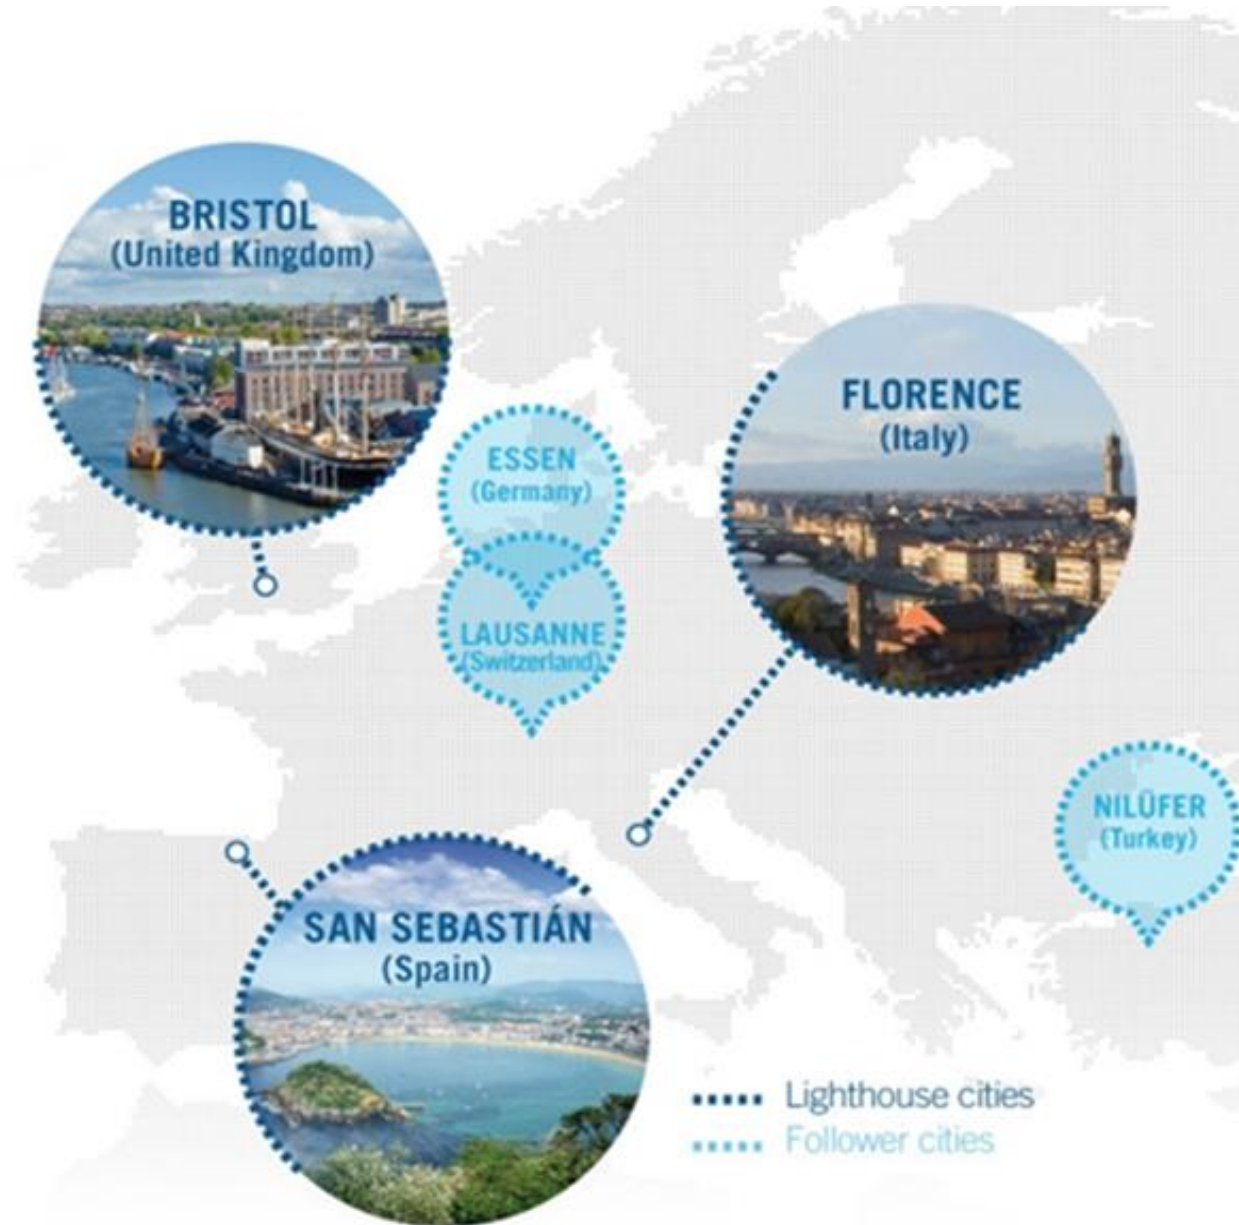 BRISTOL
(United Kingdom)
FLORENCE
(Italy)
ESSEN
(Germany)
LAUSANNE
(Switzerland)
NILÜFER
(Turkey)
SAN SEBASTIÁN
(Spain)
Lighthouse cities
Follower cities